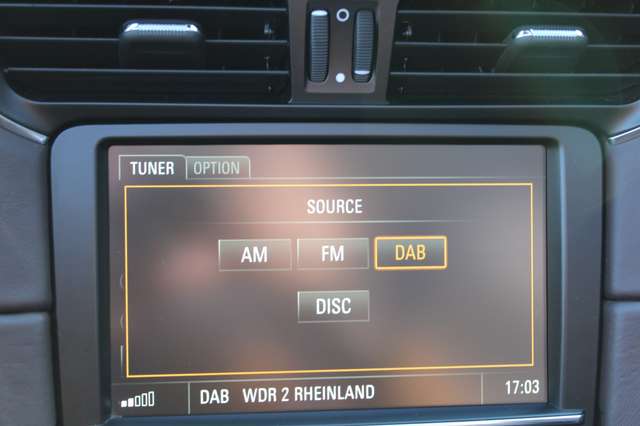 TUNER OPTION
SOURCE
AM FM DAB
DISC
DAB WDR 2 RHEINLAND 17:03